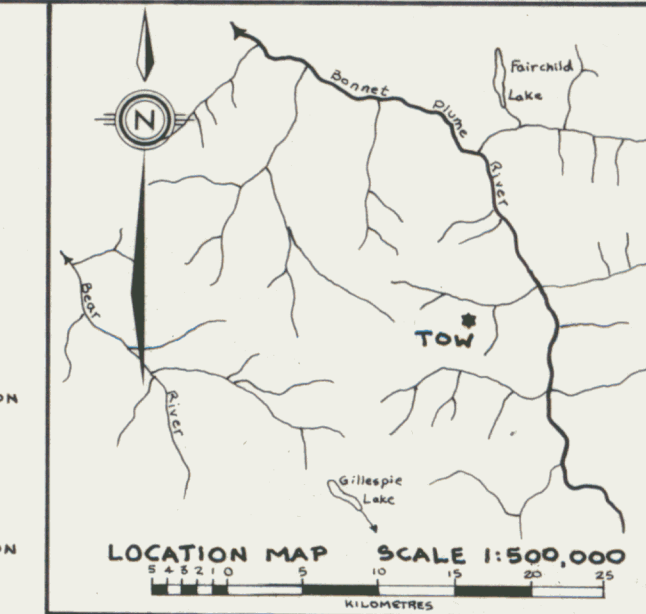 N
Bonnet Plume River
Fairchild
Lake
Bear River
TOW
Gillespie
Lake
ON
ON
LOCATION MAP SCALE 1:500,000
5 4 3 2 1 0 5 10 15 20 25
KILOMETRES